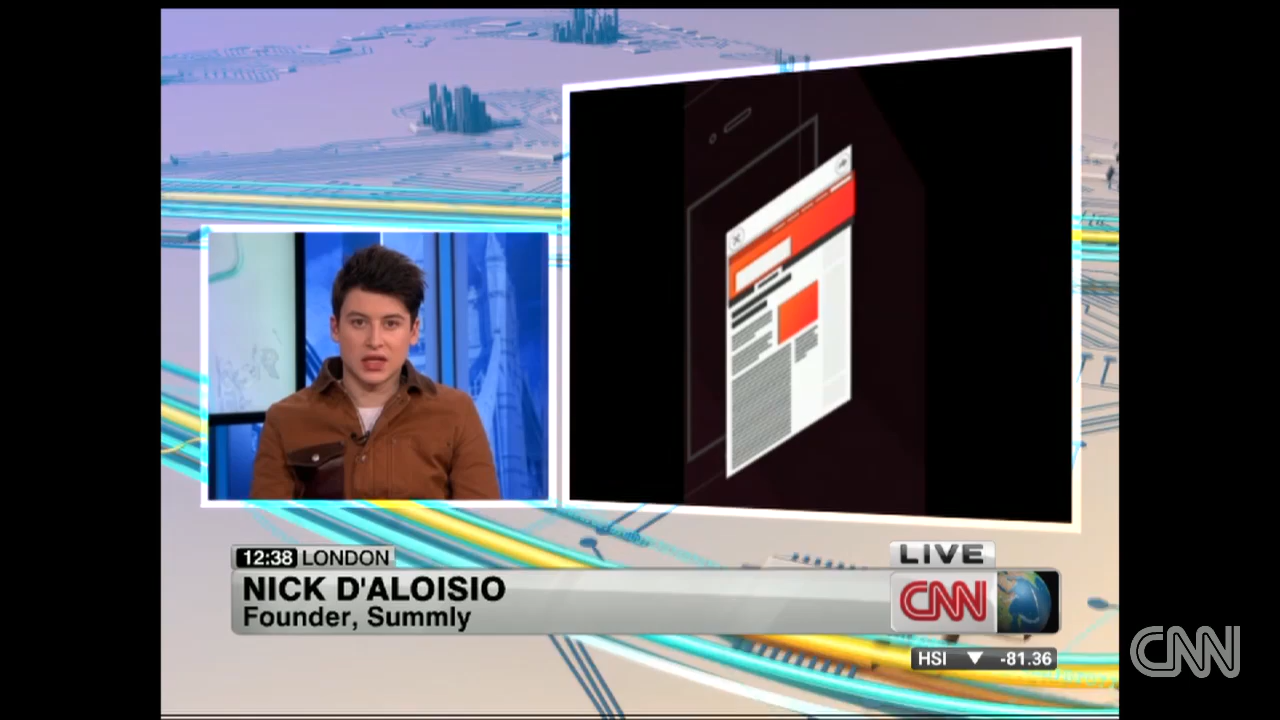 12:38 LONDON
NICK D'ALOISIO
Founder, Summly
LIVE
CNN
HSI ▼ -81.36
CNN